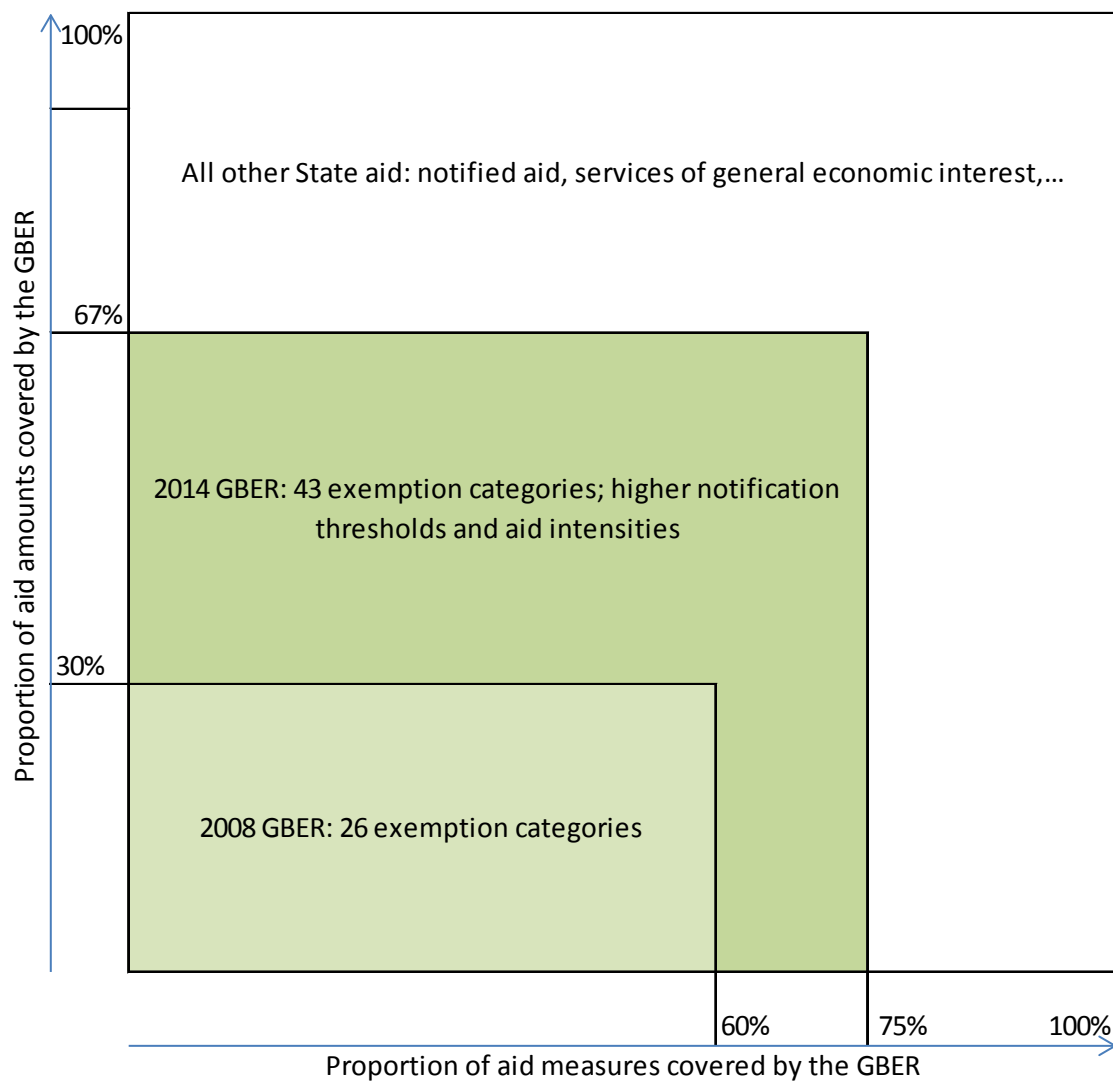 100%
All other State aid: notified aid, services of general economic interest,...
Proportion of aid amounts covered by the GBER
67%
2014 GBER: 43 exemption categories; higher notification
thresholds and aid intensities
30%
2008 GBER: 26 exemption categories
60%
75%
100%
Proportion of aid measures covered by the GBER